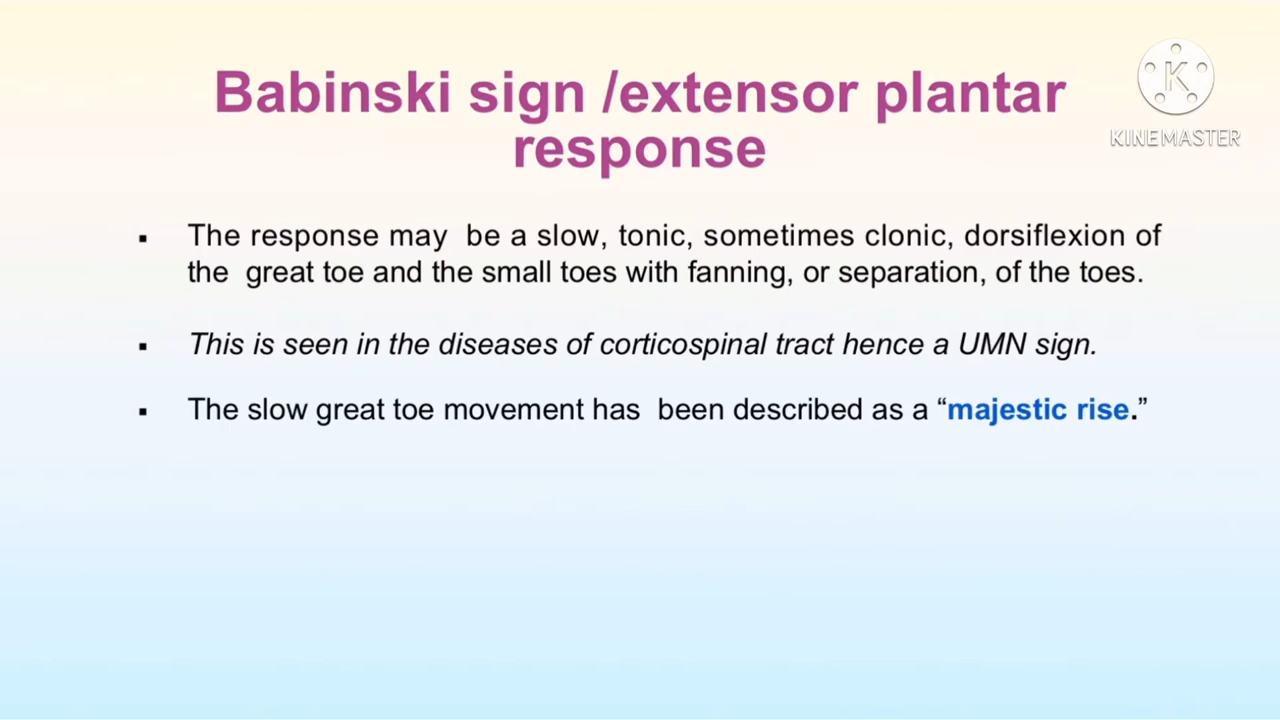 Babinski sign /extensor plantar
response
KINEMASTER
▪ The response may be a slow, tonic, sometimes clonic, dorsiflexion of
the great toe and the small toes with fanning, or separation, of the toes.
▪ This is seen in the diseases of corticospinal tract hence a UMN sign.
▪ The slow great toe movement has been described as a “majestic rise.”